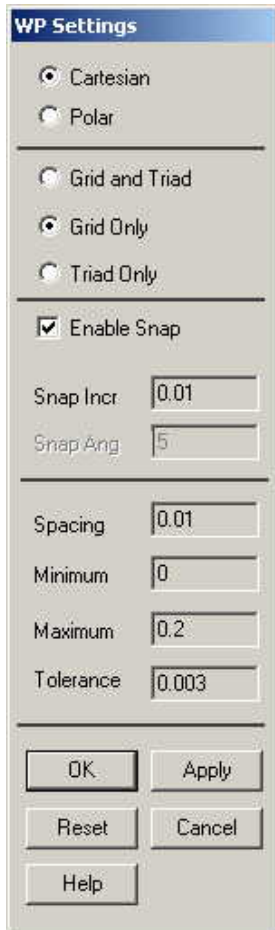 WP Settings
Cartesian
Polar
Grid and Triad
Grid Only
Triad Only
Enable Snap
Snap Incr 0.01
Snap Ang 5
Spacing 0.01
Minimum 0
Maximum 0.2
Tolerance 0.003
OK Apply
Reset Cancel
Help